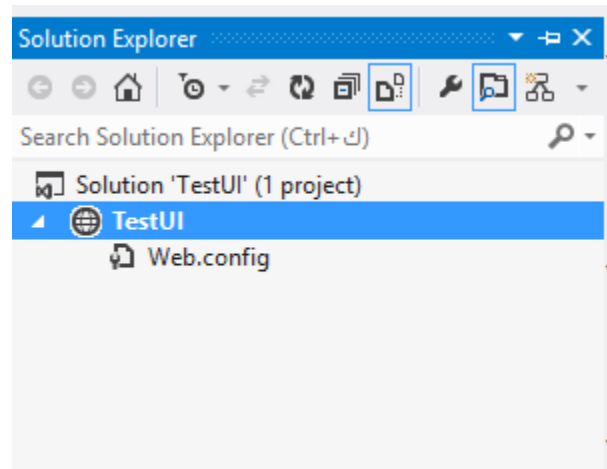 Solution Explorer
Search Solution Explorer (Ctrl+ك)
Solution 'TestUI' (1 project)
TestUI
Web.config